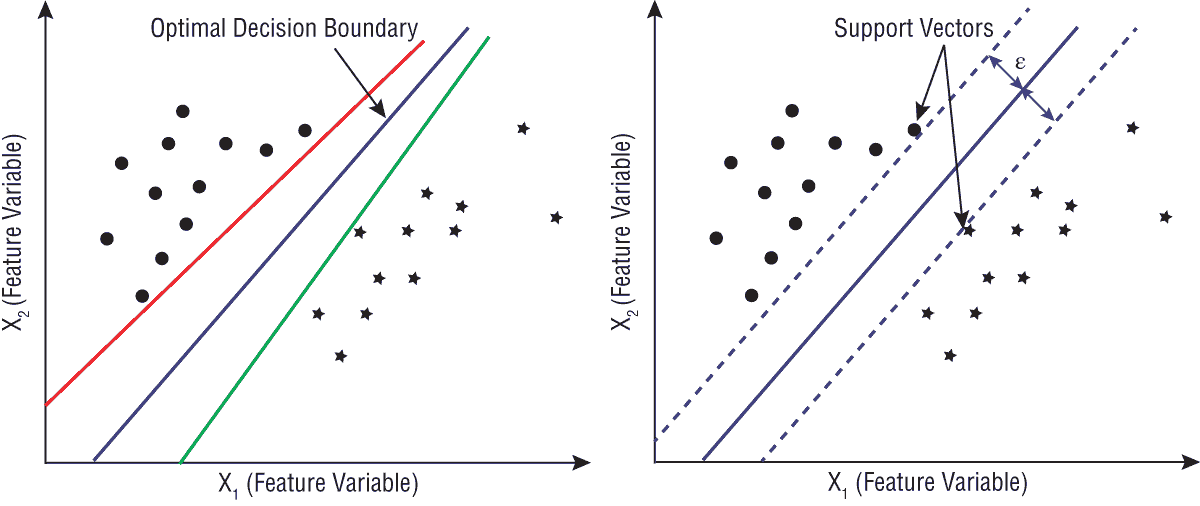 Optimal Decision Boundary
X2 (Feature Variable)
X1 (Feature Variable)
Support Vectors
ε
X2 (Feature Variable)
X1 (Feature Variable)